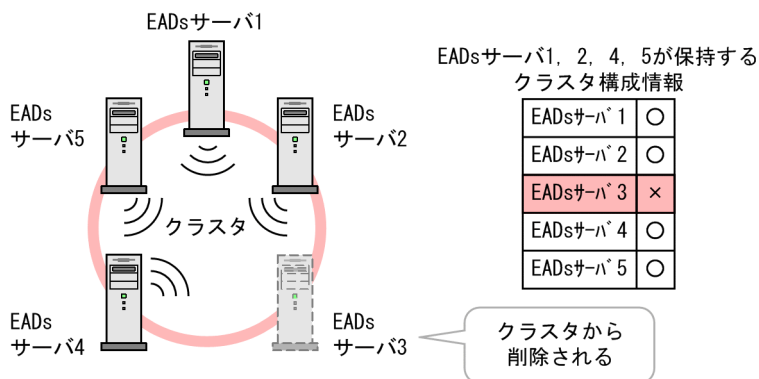 EADsサーバ1
EADs
サーバ5
EADs
サーバ2
クラスタ
EADs
サーバ4
EADs
サーバ3
クラスタから
削除される
EADsサーバ1, 2, 4, 5が保持する
クラスタ構成情報
EADsｻｰﾊﾞ1 ○
EADsｻｰﾊﾞ2 ○
EADsｻｰﾊﾞ3 ×
EADsｻｰﾊﾞ4 ○
EADsｻｰﾊﾞ5 ○